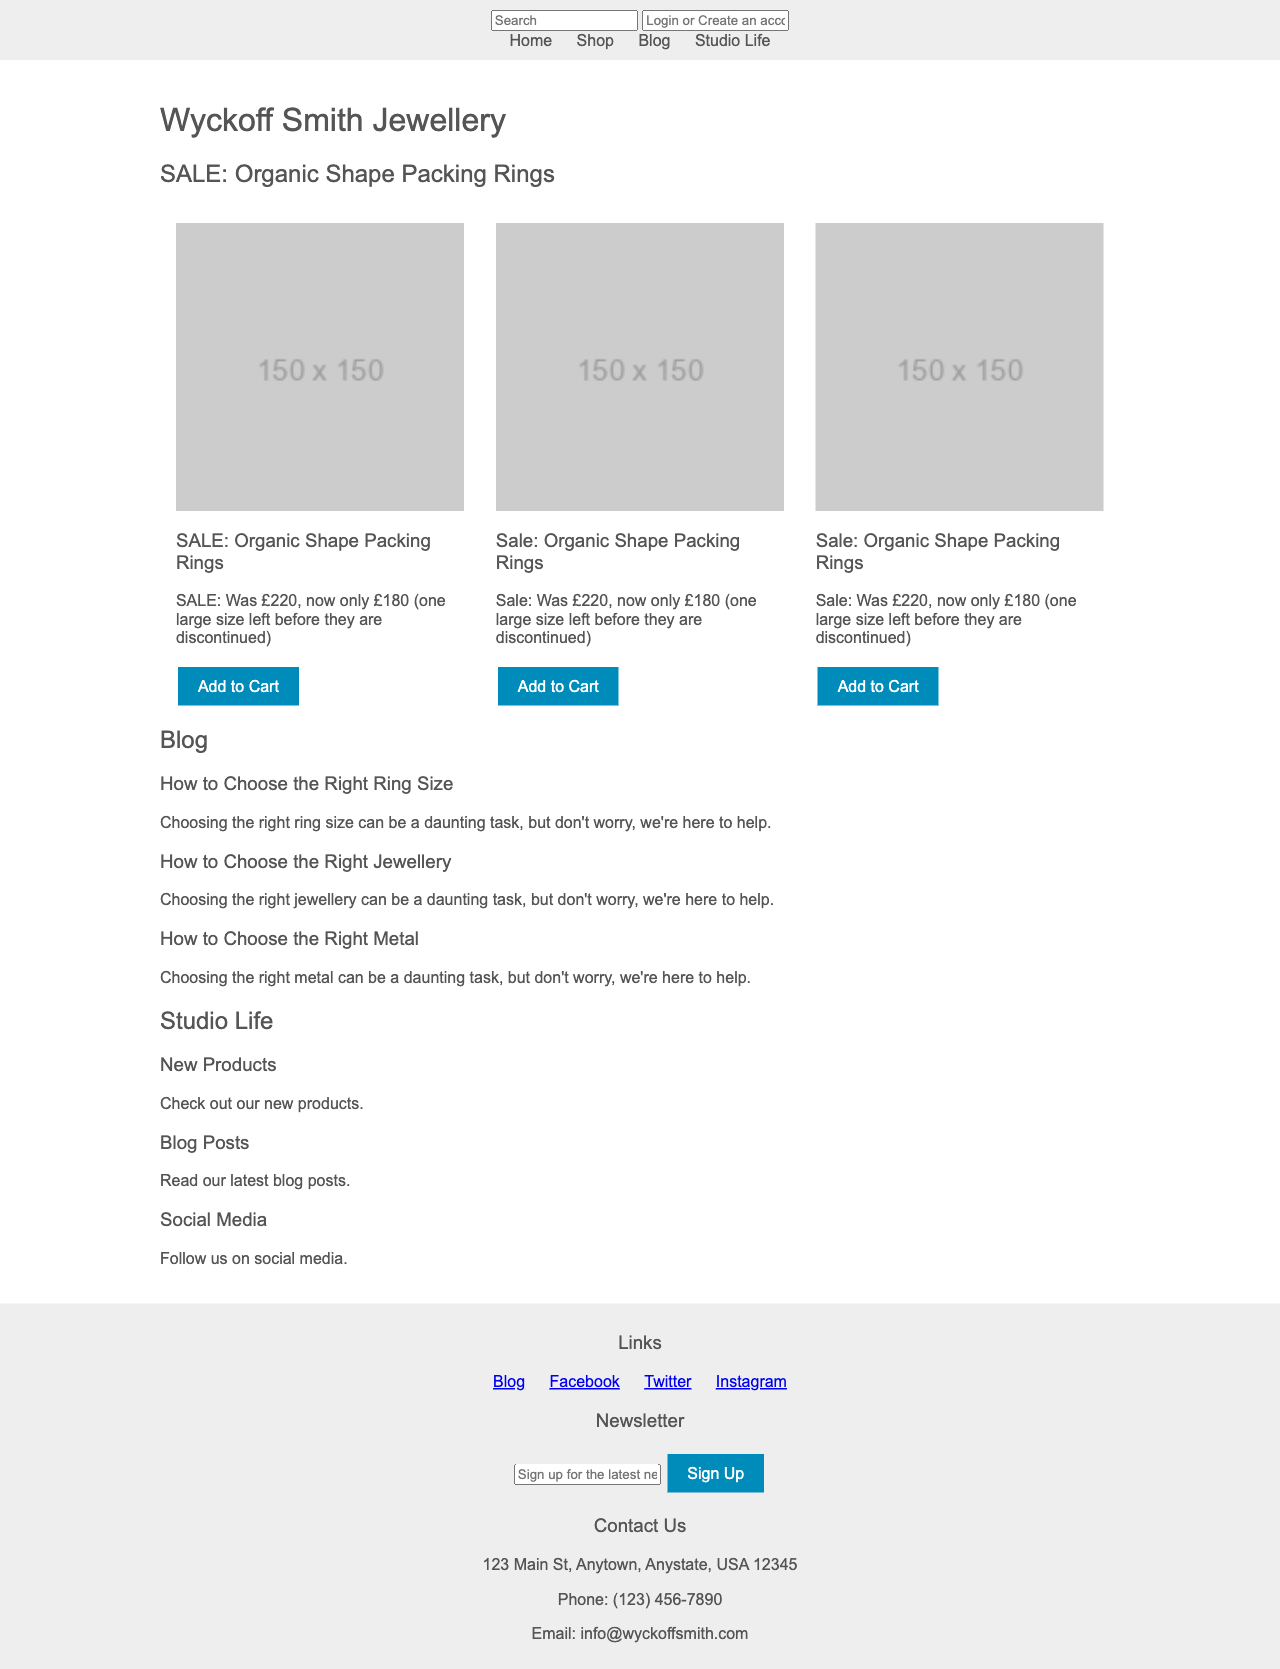 Search Login or Create an acco
Home Shop Blog Studio Life
Wyckoff Smith Jewellery
SALE: Organic Shape Packing Rings
150 x 150 150 x 150 150 x 150
SALE: Organic Shape Packing
Rings
SALE: Was £220, now only £180 (one
large size left before they are
discontinued)
Add to Cart
Sale: Organic Shape Packing
Rings
Sale: Was £220, now only £180 (one
large size left before they are
discontinued)
Add to Cart
Sale: Organic Shape Packing
Rings
Sale: Was £220, now only £180 (one
large size left before they are
discontinued)
Add to Cart
Blog
How to Choose the Right Ring Size
Choosing the right ring size can be a daunting task, but don't worry, we're here to help.
How to Choose the Right Jewellery
Choosing the right jewellery can be a daunting task, but don't worry, we're here to help.
How to Choose the Right Metal
Choosing the right metal can be a daunting task, but don't worry, we're here to help.
Studio Life
New Products
Check out our new products.
Blog Posts
Read our latest blog posts.
Social Media
Follow us on social media.
Links
Blog Facebook Twitter Instagram
Newsletter
Sign up for the latest ne Sign Up
Contact Us
123 Main St, Anytown, Anystate, USA 12345
Phone: (123) 456-7890
Email: info@wyckoffsmith.com